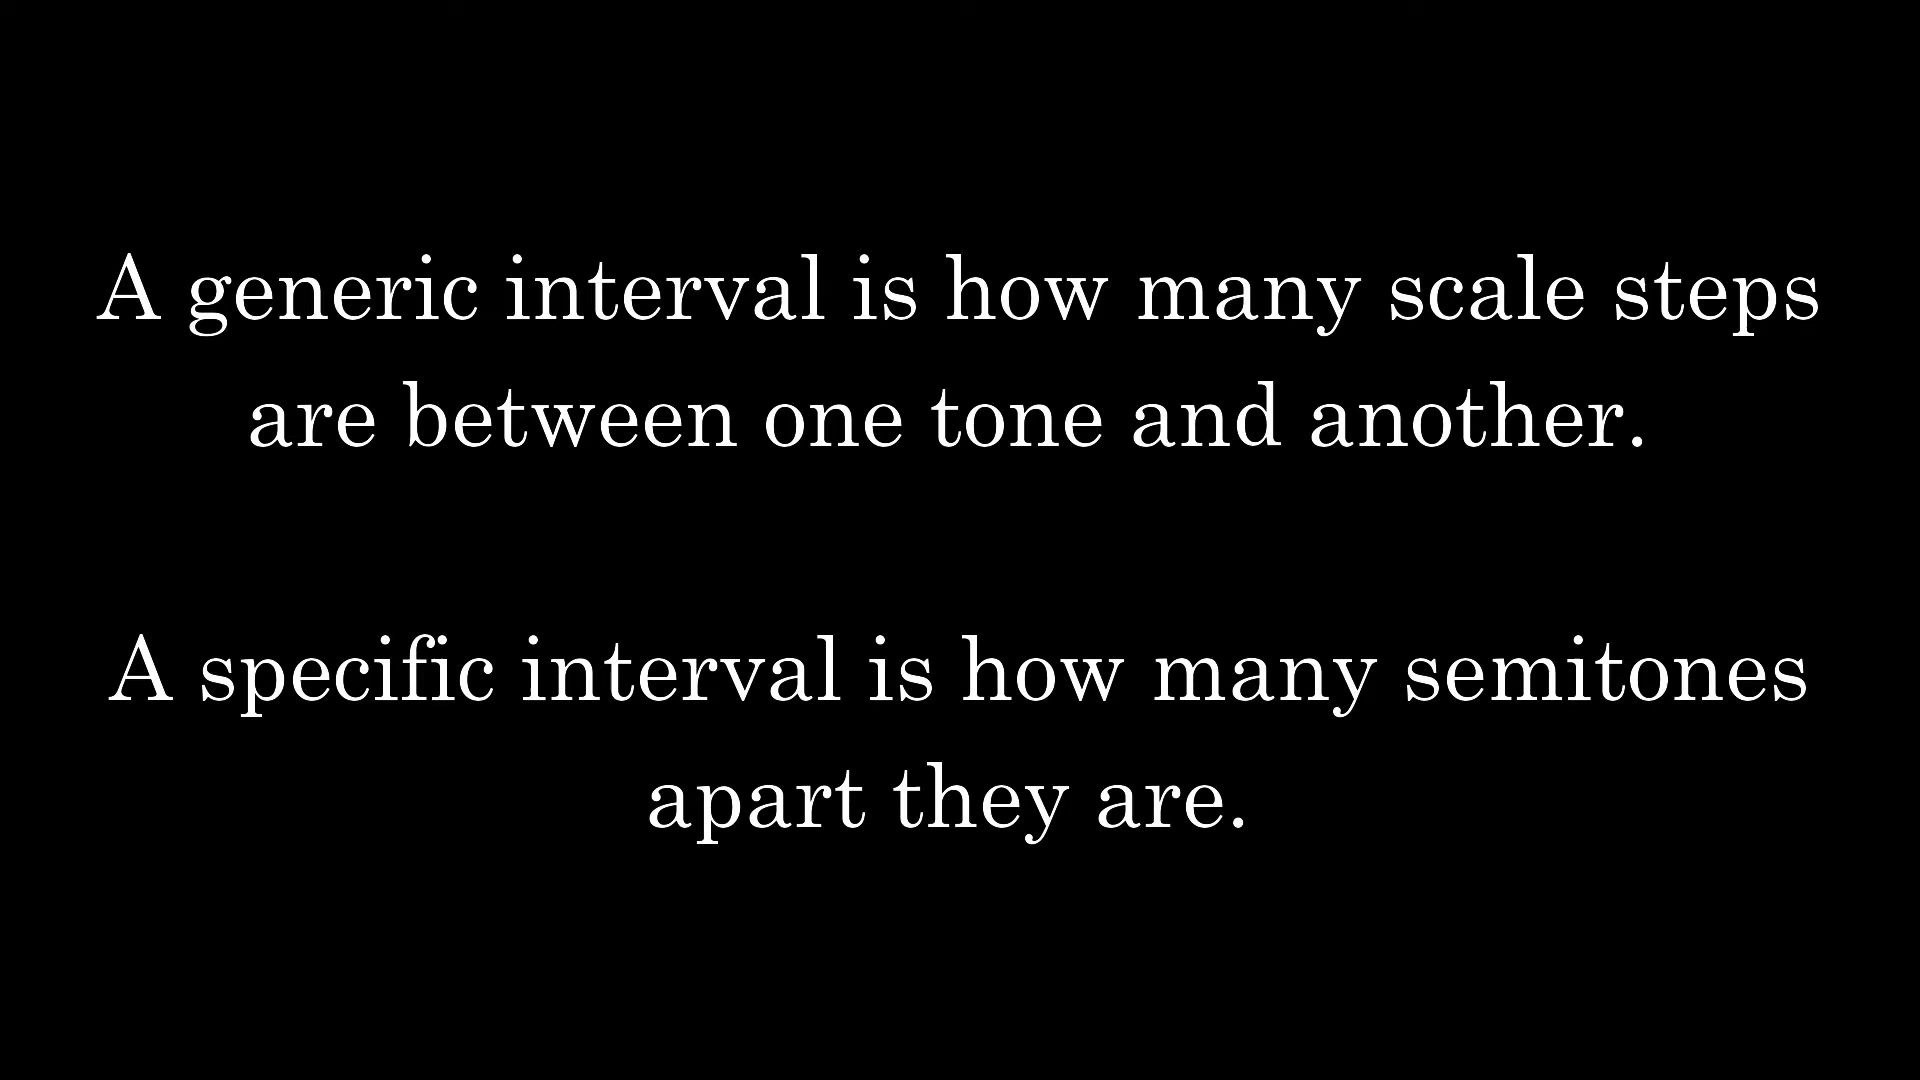 A generic interval is how many scale steps
are between one tone and another.
A specific interval is how many semitones
apart they are.